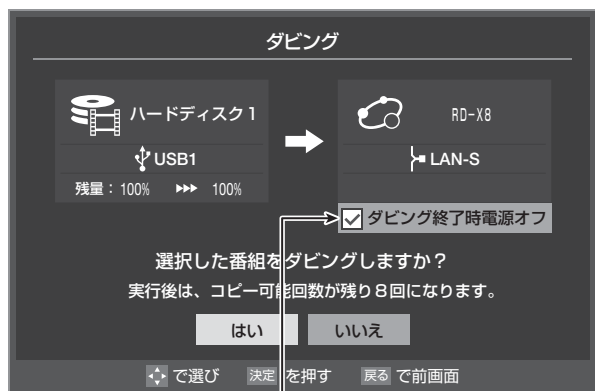 ダビング
ハードディスク1
RD-X8
USB1
LAN-S
残量：100% ▶▶▶ 100%
ダビング終了時電源オフ
選択した番組をダビングしますか？
実行後は、コピー可能回数が残り8回になります。
はい
いいえ
で選び 決定 を押す 戻る で前画面